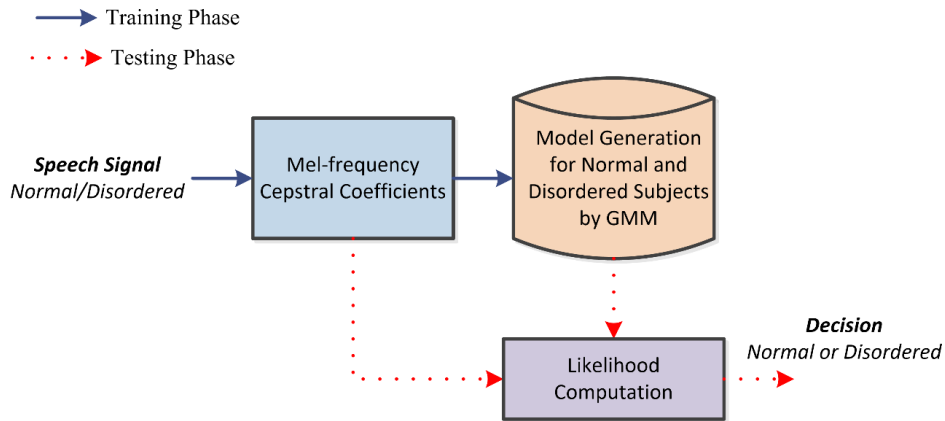 Training Phase
Testing Phase
Speech Signal
Normal/Disordered
Mel-frequency
Cepstral Coefficients
Model Generation
for Normal and
Disordered Subjects
by GMM
Likelihood
Computation
Decision
Normal or Disordered